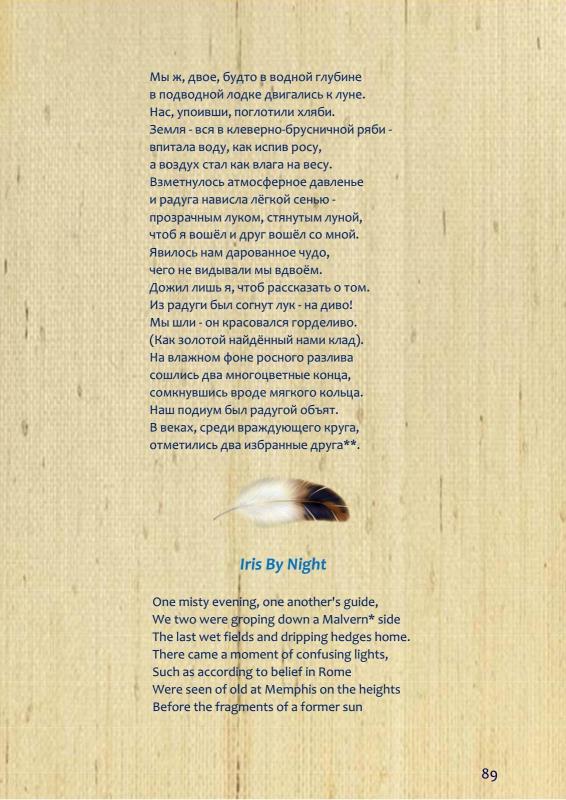 Мы ж, двое, будто в водной глубине
в подводной лодке двигались к луне.
Нас, упоивши, поглотили хляби.
Земля - вся в клеверно-брусничной ряби -
впитала воду, как испив росу,
а воздух стал как влага на весу.
Взметнулось атмосферное давленье
и радуга нависла лёгкой сенью -
прозрачным луком, стянутым луной,
чтоб я вошёл и друг вошёл со мной.
Явилось нам дарованное чудо,
чего не видывали мы вдвоём.
Дожил лишь я, чтоб рассказать о том.
Из радуги был согнут лук - на диво!
Мы шли - он красовался горделиво.
(Как золотой найдённый нами клад).
На влажном фоне росного разлива
сошлись два многоцветные конца,
сомкнувшись вроде мягкого кольца.
Наш подиум был радугой объят.
В веках, среди враждующего круга,
отметились два избранные друга**.
Iris By Night
One misty evening, one another's guide,
We two were groping down a Malvern* side
The last wet fields and dripping hedges home.
There came a moment of confusing lights,
Such as according to belief in Rome
Were seen of old at Memphis on the heights
Before the fragments of a former sun
89